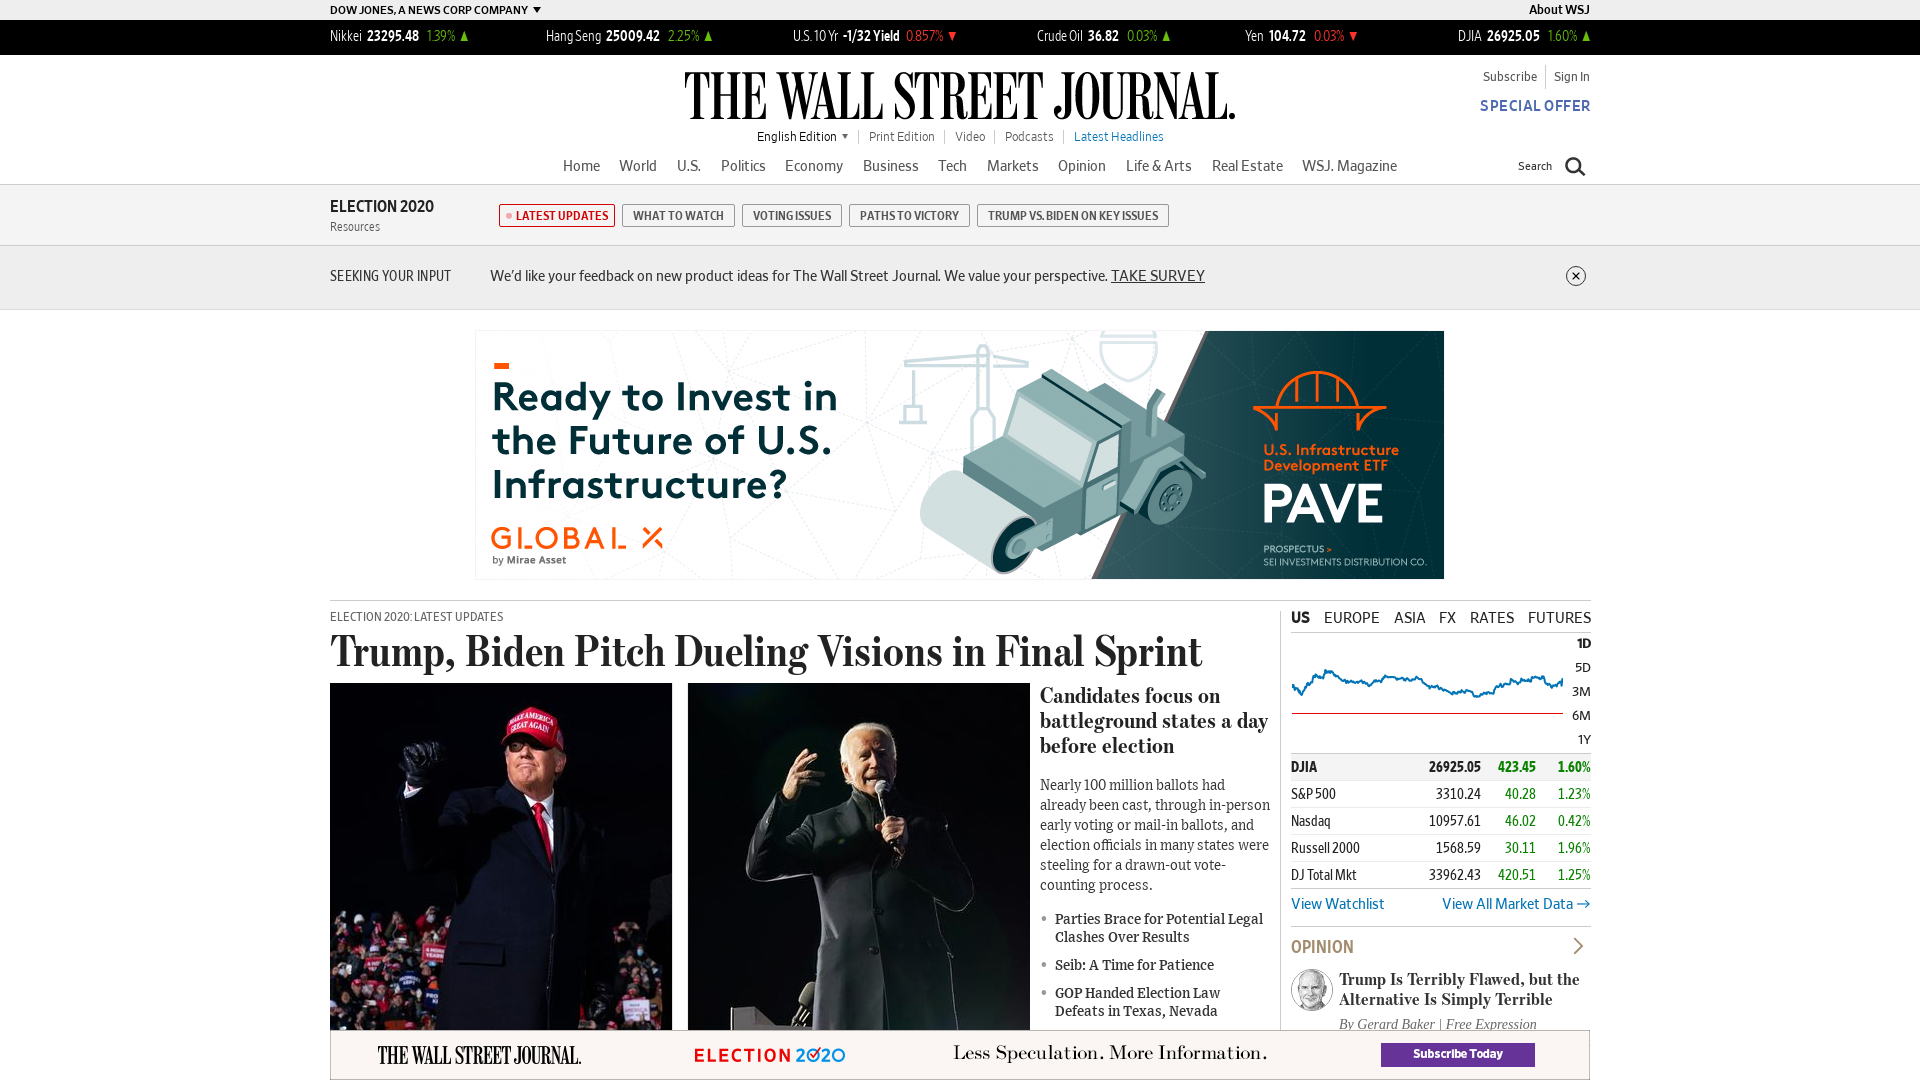 DOW JONES, A NEWS CORP COMPANY
About WSJ
Nikkei 23295.48 1.39%
Hang Seng 25009.42 2.25%
U.S. 10 Yr -1/32 Yield 0.857%
Crude Oil 36.82 0.03%
Yen 104.72 0.03%
DJIA 26925.05 1.60%
THE WALL STREET JOURNAL.
Subscribe Sign In
SPECIAL OFFER
English Edition Print Edition Video Podcasts Latest Headlines
Home World U.S. Politics Economy Business Tech Markets Opinion Life & Arts Real Estate WSJ. Magazine
Search
ELECTION 2020
Resources
LATEST UPDATES WHAT TO WATCH VOTING ISSUES PATHS TO VICTORY TRUMP VS. BIDEN ON KEY ISSUES
SEEKING YOUR INPUT
We’d like your feedback on new product ideas for The Wall Street Journal. We value your perspective. TAKE SURVEY
Ready to Invest in
the Future of U.S.
Infrastructure?
GLOBAL X
by Mirae Asset
U.S. Infrastructure
Development ETF
PAVE
PROSPECTUS >
SEI INVESTMENTS DISTRIBUTION CO.
ELECTION 2020: LATEST UPDATES
Trump, Biden Pitch Dueling Visions in Final Sprint
MAKE AMERICA
GREAT AGAIN
Candidates focus on
battleground states a day
before election
Nearly 100 million ballots had
already been cast, through in-person
early voting or mail-in ballots, and
election officials in many states were
steeling for a drawn-out vote-
counting process.
• Parties Brace for Potential Legal
Clashes Over Results
• Seib: A Time for Patience
• GOP Handed Election Law
Defeats in Texas, Nevada
US EUROPE ASIA FX RATES FUTURES
1D
5D
3M
6M
1Y
DJIA 26925.05 423.45 1.60%
S&P 500 3310.24 40.28 1.23%
Nasdaq 10957.61 46.02 0.42%
Russell 2000 1568.59 30.11 1.96%
DJ Total Mkt 33962.43 420.51 1.25%
View Watchlist View All Market Data
OPINION
Trump Is Terribly Flawed, but the
Alternative Is Simply Terrible
By Gerard Baker | Free Expression
THE WALL STREET JOURNAL.
ELECTION 2020
Less Speculation. More Information.
Subscribe Today